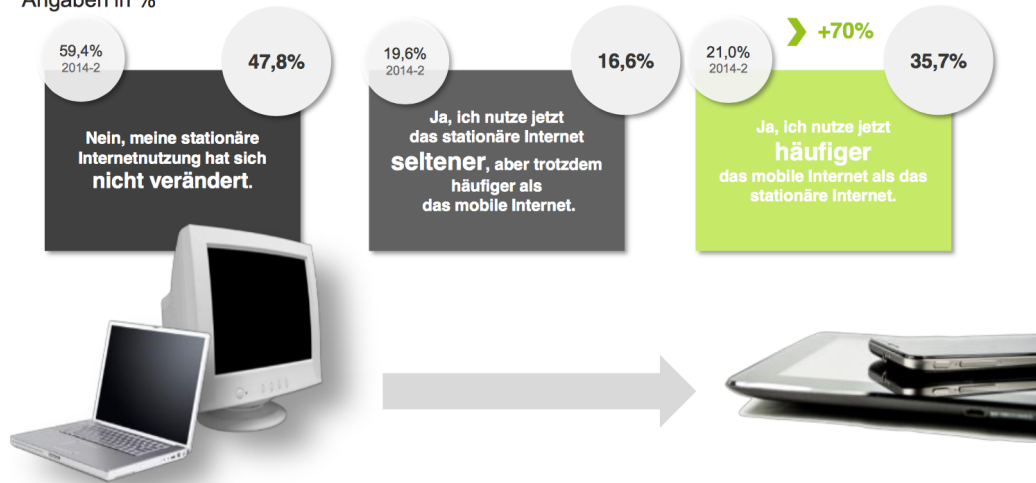 Angaben in %
59,4%
2014-2
47,8%
Nein, meine stationäre
Internetnutzung hat sich
nicht verändert.
19,6%
2014-2
16,6%
Ja, ich nutze jetzt
das stationäre Internet
seltener, aber trotzdem
häufiger als
das mobile Internet.
21,0%
2014-2
+70%
35,7%
Ja, ich nutze jetzt
häufiger
das mobile Internet als das
stationäre Internet.